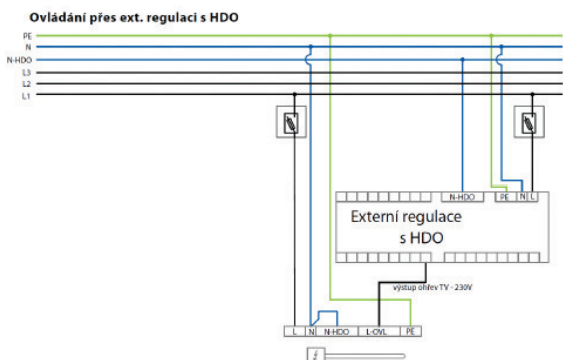 Ovládání přes ext. regulaci s HDO
PE
N
N-HDO
L3
L2
L1
N-HDO PE N L
Externí regulace
s HDO
výstup ohřev TV - 230V
L N N-HDO L-OVL PE